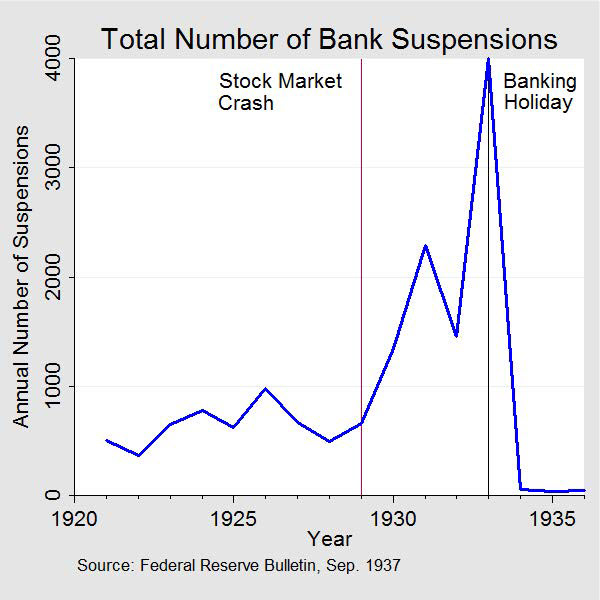 Total Number of Bank Suspensions
Stock Market
Crash
Banking
Holiday
Annual Number of Suspensions
4000
3000
2000
1000
0
1920
1925
1930
1935
Year
Source: Federal Reserve Bulletin, Sep. 1937